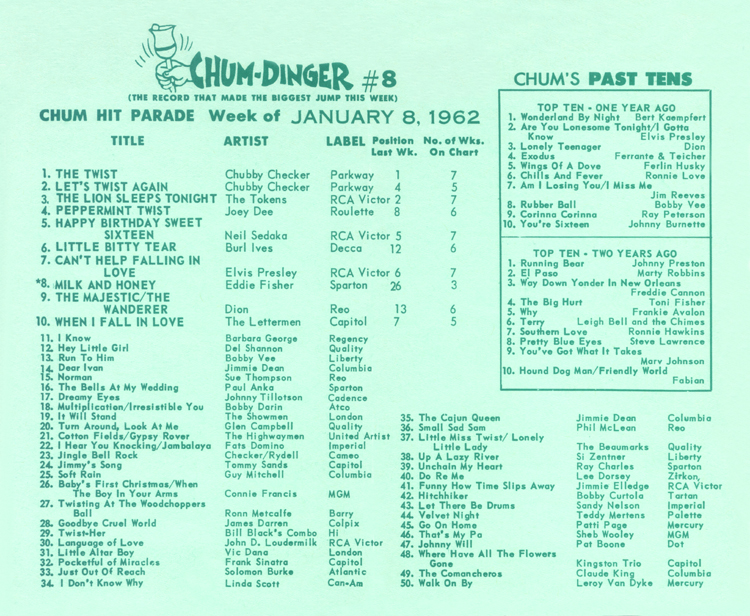 CHUM-DINGER #8
(THE RECORD THAT MADE THE BIGGEST JUMP THIS WEEK)
CHUM HIT PARADE Week of JANUARY 8, 1962
TITLE ARTIST LABEL Position Last Wk. No. of Wks. On Chart
1. THE TWIST Chubby Checker Parkway 1 7
2. LET'S TWIST AGAIN Chubby Checker Parkway 4 5
3. THE LION SLEEPS TONIGHT The Tokens RCA Victor 2 7
4. PEPPERMINT TWIST Joey Dee Roulette 8 6
5. HAPPY BIRTHDAY SWEET
SIXTEEN Neil Sedaka RCA Victor 5 7
6. LITTLE BITTY TEAR Burl Ives Decca 12 6
7. CAN'T HELP FALLING IN
LOVE Elvis Presley RCA Victor 6 7
*8. MILK AND HONEY Eddie Fisher Sparton 26 3
9. THE MAJESTIC/THE
WANDERER Dion Reo 13 6
10. WHEN I FALL IN LOVE The Lettermen Capitol 7 5
11. I Know Barbara George Regency
12. Hey Little Girl Del Shannon Quality
13. Run To Him Bobby Vee Liberty
14. Dear Ivan Jimmie Dean Columbia
15. Norman Sue Thompson Reo
16. The Bells At My Wedding Paul Anka Sparton
17. Dreamy Eyes Johnny Tillotson Cadence
18. Multiplication/Irresistible You Bobby Darin Atco
19. It Will Stand The Showmen London
20. Turn Around, Look At Me Glen Campbell Quality
21. Cotton Fields/Gypsy Rover The Highwaymen United Artist
22. I Hear You Knocking/Jambalaya Fats Domino Imperial
23. Jingle Bell Rock Checker/Rydell Cameo
24. Jimmy's Song Tommy Sands Capitol
25. Soft Rain Guy Mitchell Columbia
26. Baby's First Christmas/When
The Boy In Your Arms Connie Francis MGM
27. Twisting At The Woodchoppers
Ball Ronn Metcalfe Barry
28. Goodbye Cruel World James Darren Colpix
29. Twist-Her Bill Black's Combo Hi
30. Language of Love John D. Loudermilk RCA Victor
31. Little Altar Boy Vic Dana London
32. Pocketful of Miracles Frank Sinatra Capitol
33. Just Out Of Reach Solomon Burke Atlantic
34. I Don't Know Why Linda Scott Can-Am
35. The Cajun Queen Jimmie Dean Columbia
36. Small Sad Sam Phil McLean Reo
37. Little Miss Twist/ Lonely
Little Lady The Beaumarks Quality
38. Up A Lazy River Si Zentner Liberty
39. Unchain My Heart Ray Charles Sparton
40. Do Re Me Lee Dorsey Zirkon,
41. Funny How Time Slips Away Jimmie Elledge RCA Victor
42. Hitchhiker Bobby Curtola Tartan
43. Let There Be Drums Sandy Nelson Imperial
44. Velvet Night Teddy Mertens Palette
45. Go On Home Patti Page Mercury
46. That's My Pa Sheb Wooley MGM
47. Johnny Will Pat Boone Dot
48. Where Have All The Flowers
Gone Kingston Trio Capitol
49. The Comancheros Claude King Columbia
50. Walk On By Leroy Van Dyke Mercury
CHUM'S PAST TENS
TOP TEN - ONE YEAR AGO
1. Wonderland By Night Bert Kaempfert
2. Are You Lonesome Tonight/I Gotta
Know Elvis Presley
3. Lonely Teenager Dion
4. Exodus Ferrante & Teicher
5. Wings Of A Dove Ferlin Husky
6. Chills And Fever Ronnie Love
7. Am I Losing You/I Miss Me
Jim Reeves
8. Rubber Ball Bobby Vee
9. Corinna Corinna Ray Peterson
10. You're Sixteen Johnny Burnette
TOP TEN - TWO YEARS AGO
1. Running Bear Johnny Preston
2. El Paso Marty Robbins
3. Way Down Yonder In New Orleans
Freddie Cannon
4. The Big Hurt Toni Fisher
5. Why Frankie Avalon
6. Terry Leigh Bell and the Chimes
7. Southern Love Ronnie Hawkins
8. Pretty Blue Eyes Steve Lawrence
9. You've Got What It Takes
Marv Johnson
10. Hound Dog Man/Friendly World
Fabian